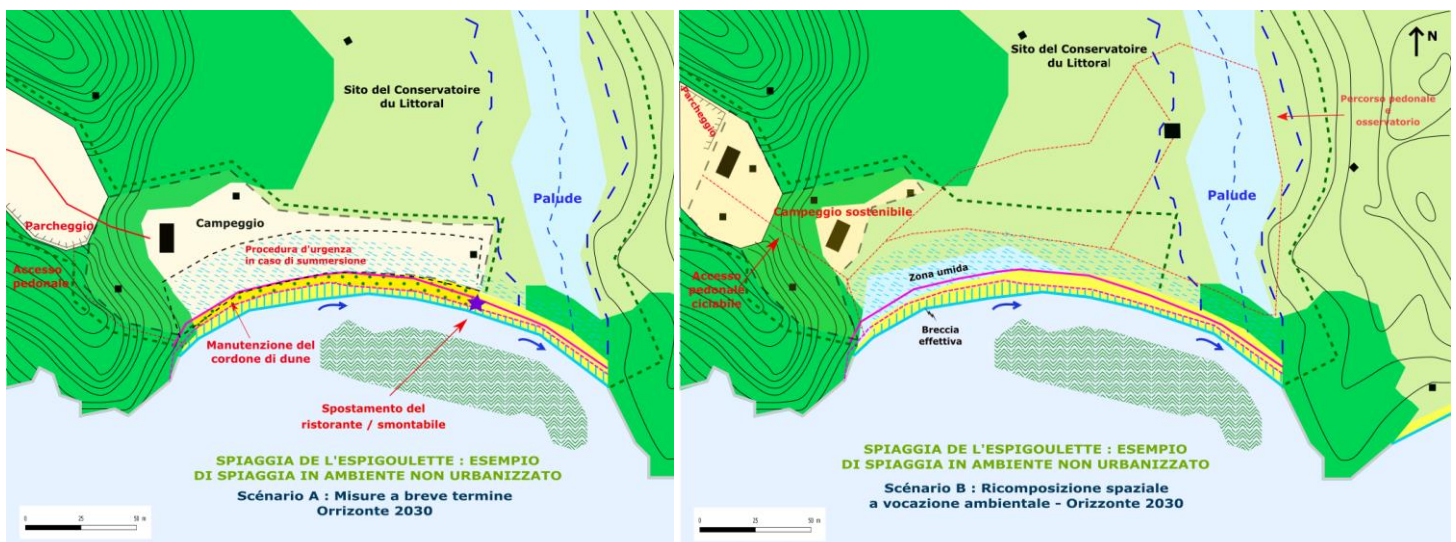 Sito del Conservatoire
du Littoral
Palude
Campeggio
Parcheggio
Procedura d'urgenza
in caso di summersione
Accesso
pedonale
Manutenzione del
cordone di dune
Spostamento del
ristorante / smontabile
SPIAGGIA DE L'ESPIGOULETTE : ESEMPIO
DI SPIAGGIA IN AMBIENTE NON URBANIZZATO
Scénario A : Misure a breve termine
Orrizonte 2030
0 25 50 m
N
Sito del Conservatoire
du Littoral
Parcheggio
Percorso pedonale
e
osservatorio
Palude
Campeggio sostenibile
Accesso
pedonale
ciclabile
Zona umida
Breccia
effettiva
SPIAGGIA DE L'ESPIGOULETTE : ESEMPIO
DI SPIAGGIA IN AMBIENTE NON URBANIZZATO
Scénario B : Ricomposizione spaziale
a vocazione ambientale - Orizzonte 2030
0 25 50 m